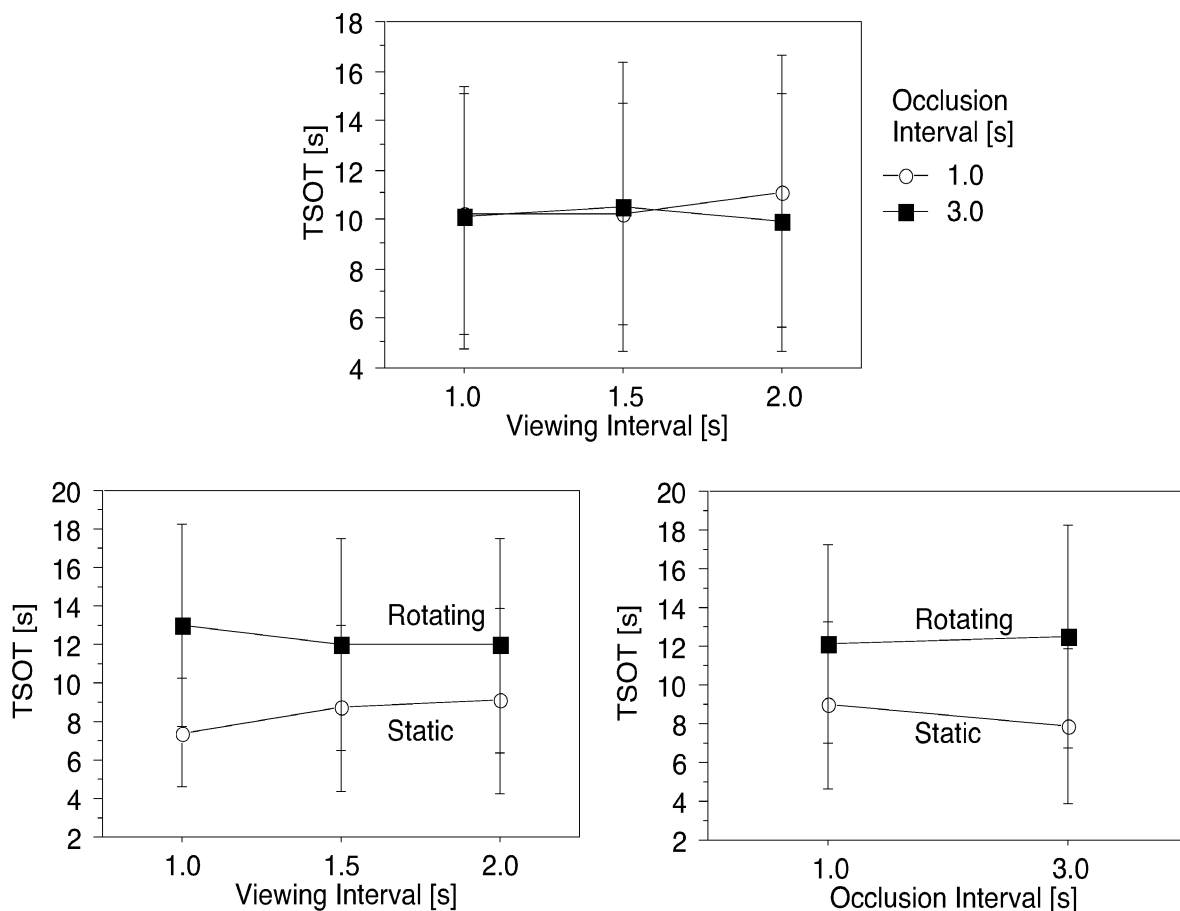 18
16
14
12
10
8
6
4
TSOT [s]
1.0 1.5 2.0
Viewing Interval [s]
Occlusion
Interval [s]
1.0
3.0
20
18
16
14
12
10
8
6
4
2
TSOT [s]
Rotating
Static
1.0 1.5 2.0
Viewing Interval [s]
20
18
16
14
12
10
8
6
4
2
TSOT [s]
Rotating
Static
1.0 3.0
Occlusion Interval [s]